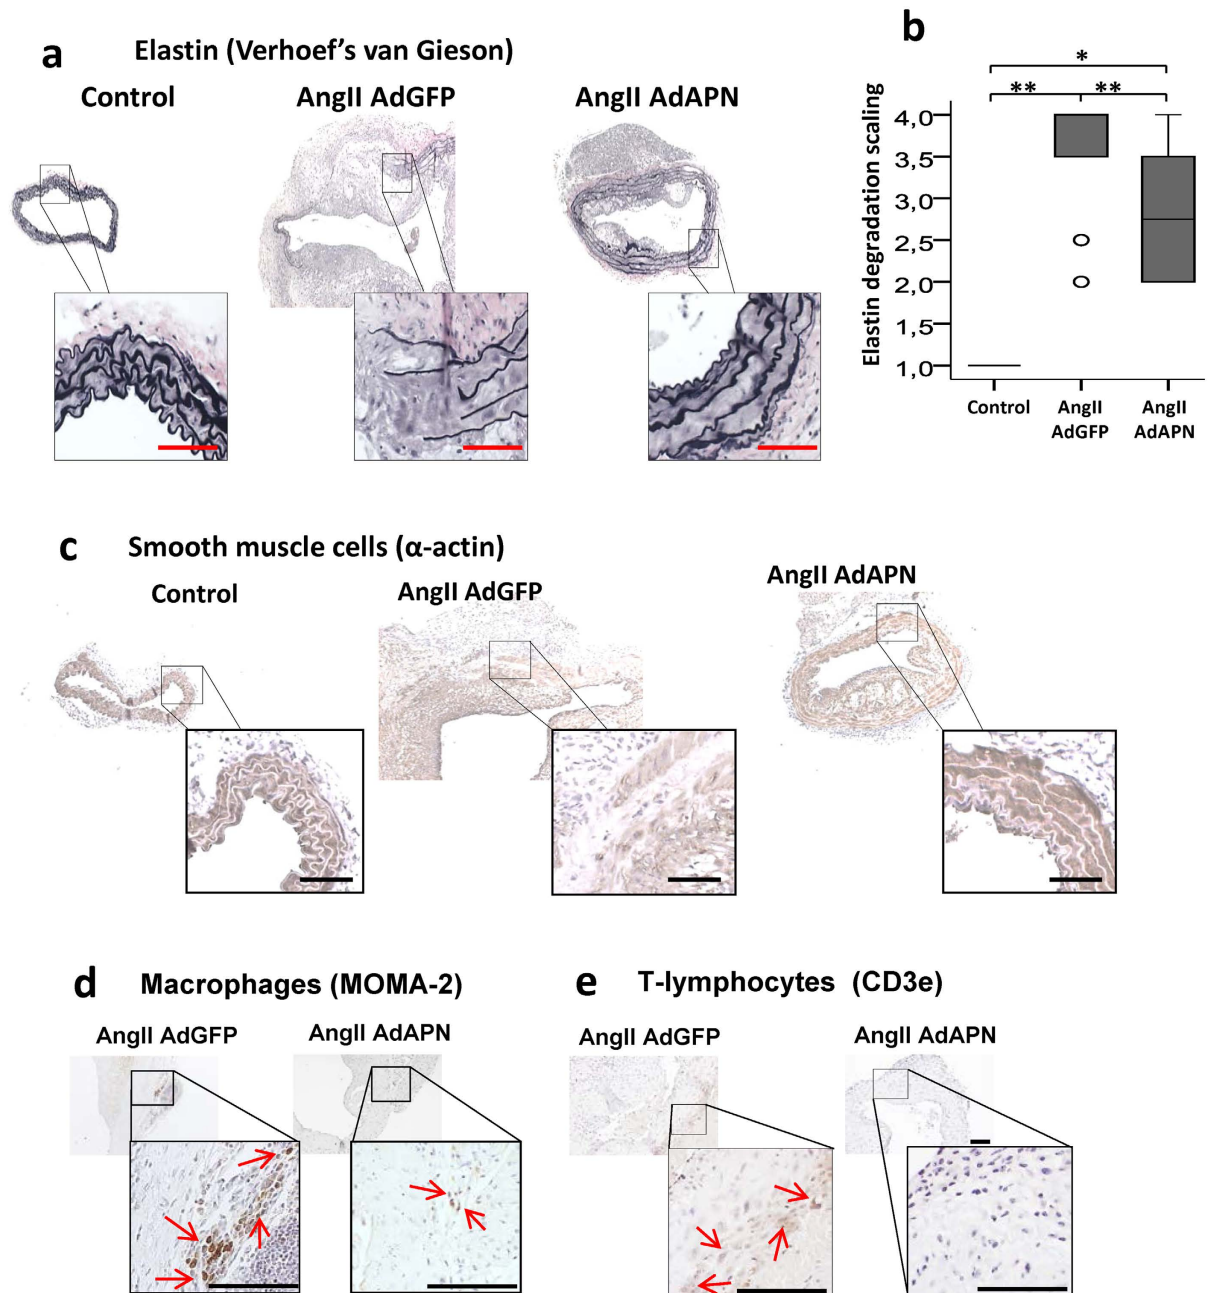 a Elastin (Verhoef’s van Gieson)
Control AngII AdGFP AngII AdAPN
b
* 
** **
Elastin degradation scaling
4,0
3,5
3,0
2,5
2,0
1,5
1,0
Control AngII AngII
AdGFP AdAPN
c Smooth muscle cells (α-actin)
Control AngII AdGFP AngII AdAPN
d Macrophages (MOMA-2)
AngII AdGFP AngII AdAPN
e T-lymphocytes (CD3e)
AngII AdGFP AngII AdAPN